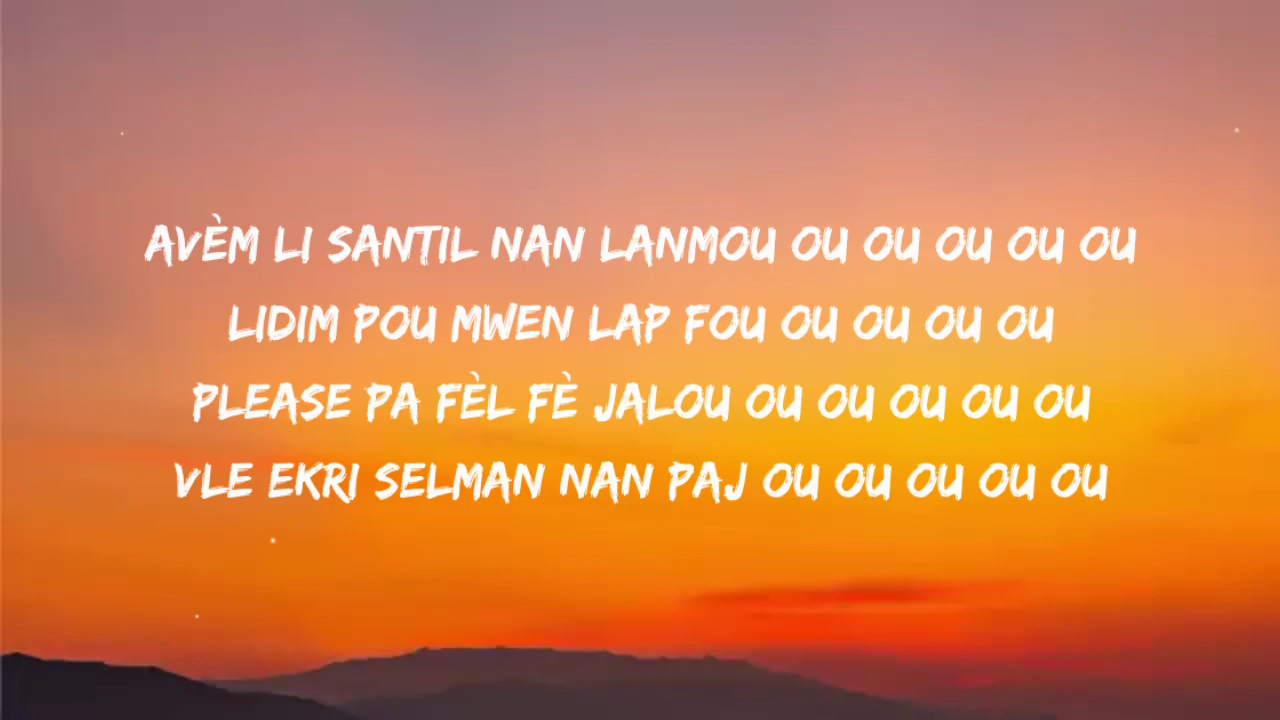 AVÈM LI SANTIL NAN LANMOU OU OU OU OU OU
LIDIM POU MWEN LAP FOU OU OU OU OU
PLEASE PA FÈL FÈ JALOU OU OU OU OU OU
VLE EKRI SELMAN NAN PAJ OU OU OU OU OU